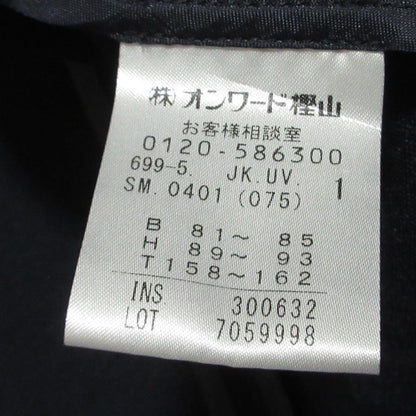 ㈱オンワード樫山
お客様相談室
0120-586300
699-5. JK.UV. 1
SM. 0401 (075)
B 81～ 85
H 89～ 93
T 158～162
INS 300632
LOT 7059998